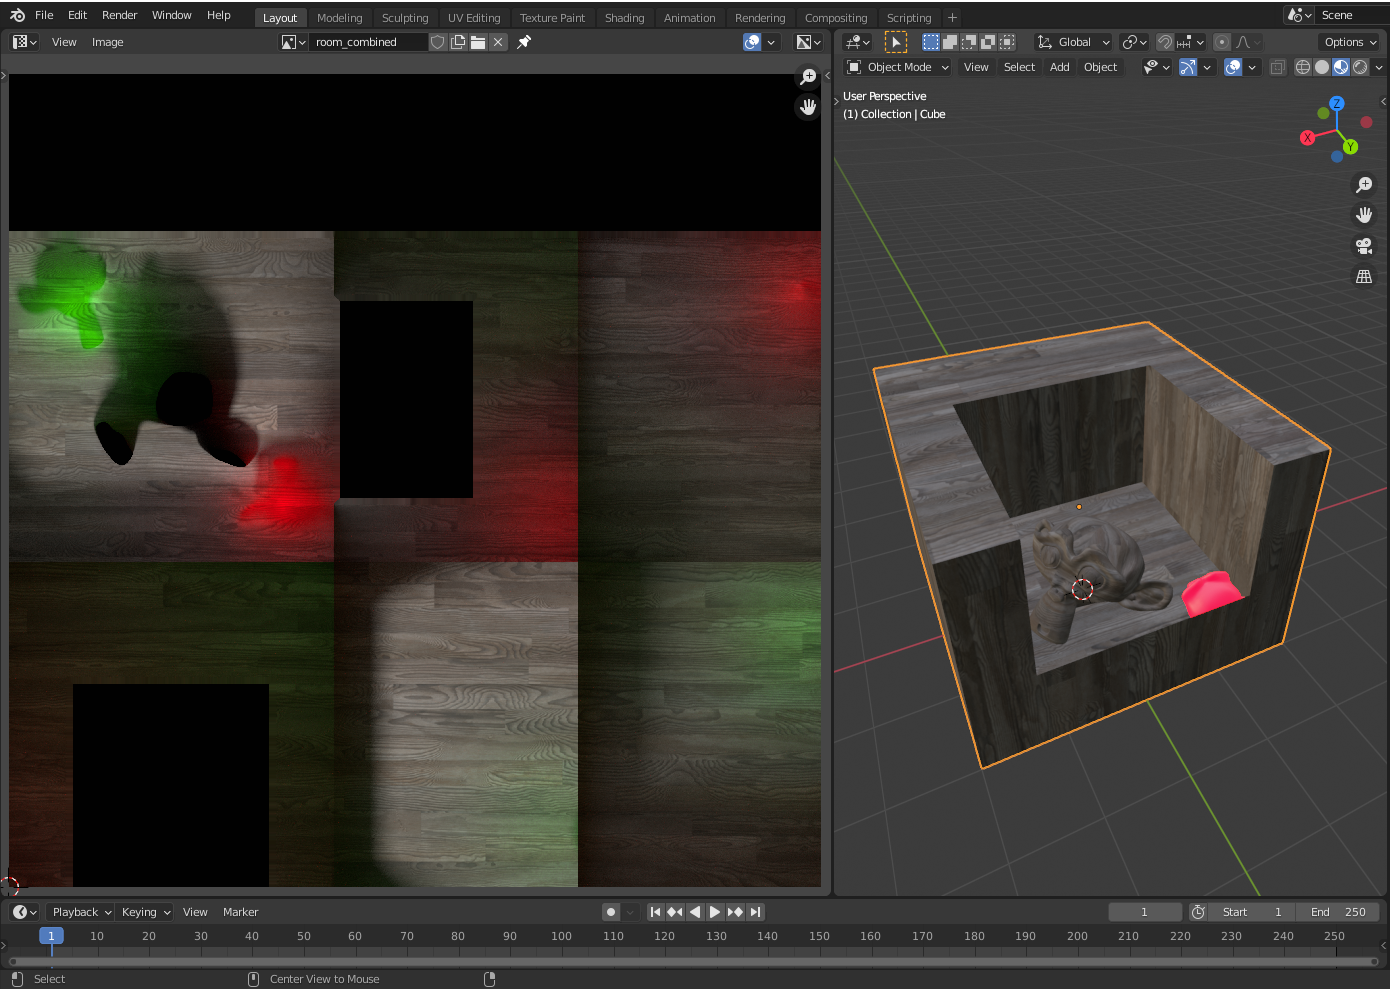 File Edit Render Window Help Layout Modeling Sculpting UV Editing Texture Paint Shading Animation Rendering Compositing Scripting + Scene
View Image room_combined Global Options
Object Mode View Select Add Object
User Perspective
(1) Collection | Cube
Z
X
Y
Playback Keying View Marker 1 Start 1 End 250
1 10 20 30 40 50 60 70 80 90 100 110 120 130 140 150 160 170 180 190 200 210 220 230 240 250
Select Center View to Mouse